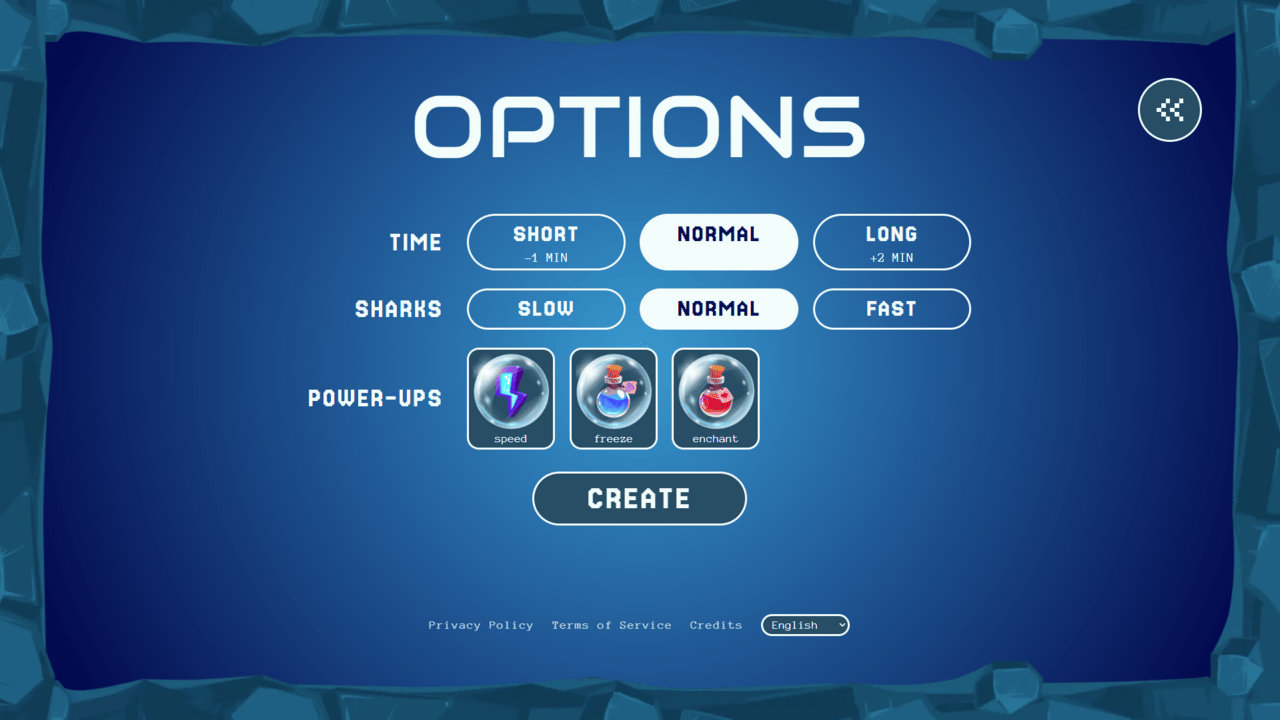 OPTIONS
TIME SHORT NORMAL LONG
-1 MIN +2 MIN
SHARKS SLOW NORMAL FAST
POWER-UPS
speed freeze enchant
CREATE
Privacy Policy Terms of Service Credits English